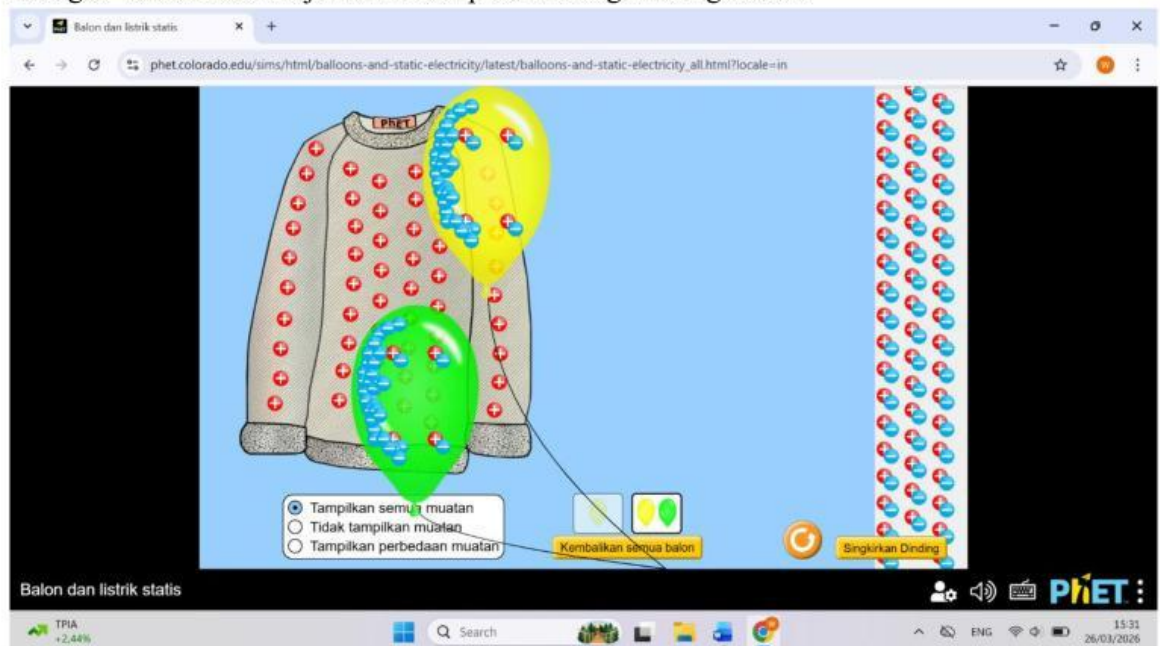 Balon dan listrik statis
phet.colorado.edu/sims/html/balloons-and-static-electricity/latest/balloons-and-static-electricity_all.html?locale=in
W
PhET
Tampilkan semua muatan
Tidak tampilkan muatan
Tampilkan perbedaan muatan
Kembalikan semua balon
Singkirkan Dinding
Balon dan listrik statis
PhET
TPIA
+2,44%
Search
ENG
15:31
26/03/2026